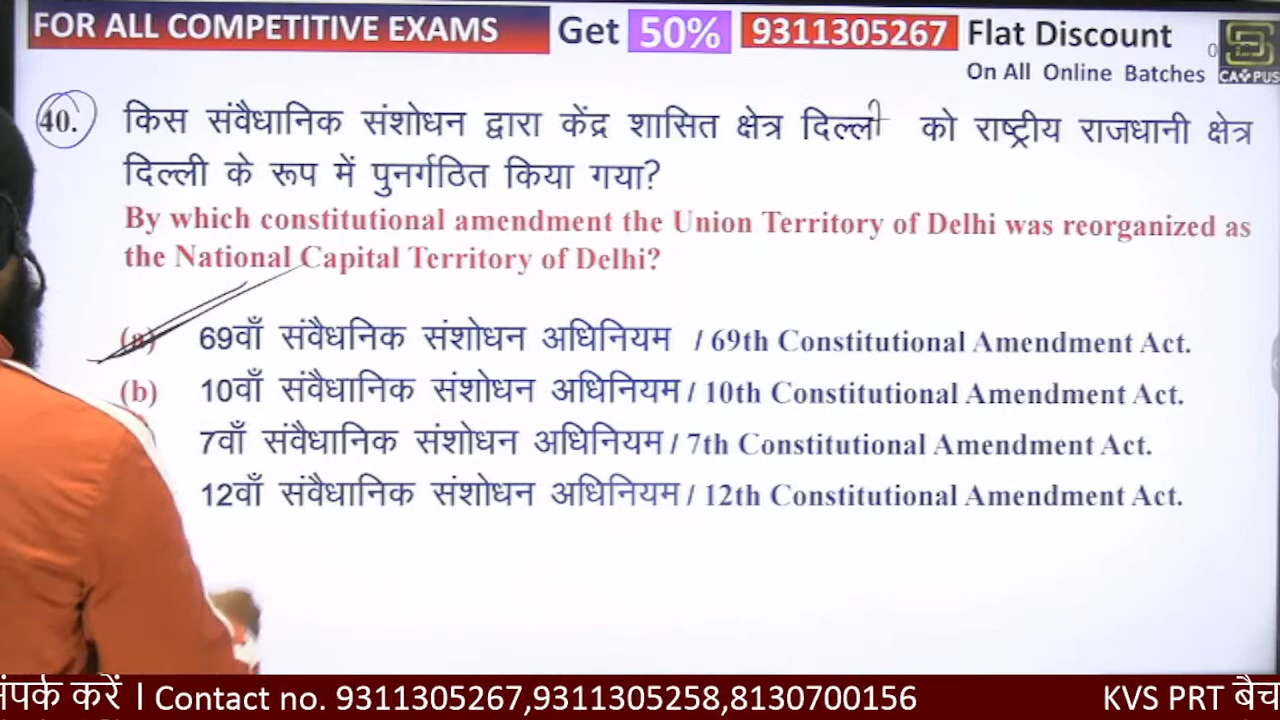 FOR ALL COMPETITIVE EXAMS Get 50% 9311305267 Flat Discount
On All Online Batches CAMPUS
40. किस संवैधानिक संशोधन द्वारा केंद्र शासित क्षेत्र दिल्ली को राष्ट्रीय राजधानी क्षेत्र
दिल्ली के रूप में पुनर्गठित किया गया?
By which constitutional amendment the Union Territory of Delhi was reorganized as
the National Capital Territory of Delhi?
(a) 69वाँ संवैधनिक संशोधन अधिनियम / 69th Constitutional Amendment Act.
(b) 10वाँ संवैधानिक संशोधन अधिनियम / 10th Constitutional Amendment Act.
7वाँ संवैधानिक संशोधन अधिनियम / 7th Constitutional Amendment Act.
12वाँ संवैधानिक संशोधन अधिनियम / 12th Constitutional Amendment Act.
संपर्क करें । Contact no. 9311305267,9311305258,8130700156 KVS PRT बैच